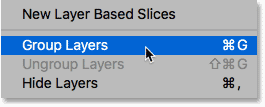 New Layer Based Slices
Group Layers ⌘G
Ungroup Layers ⇧⌘G
Hide Layers ⌘,